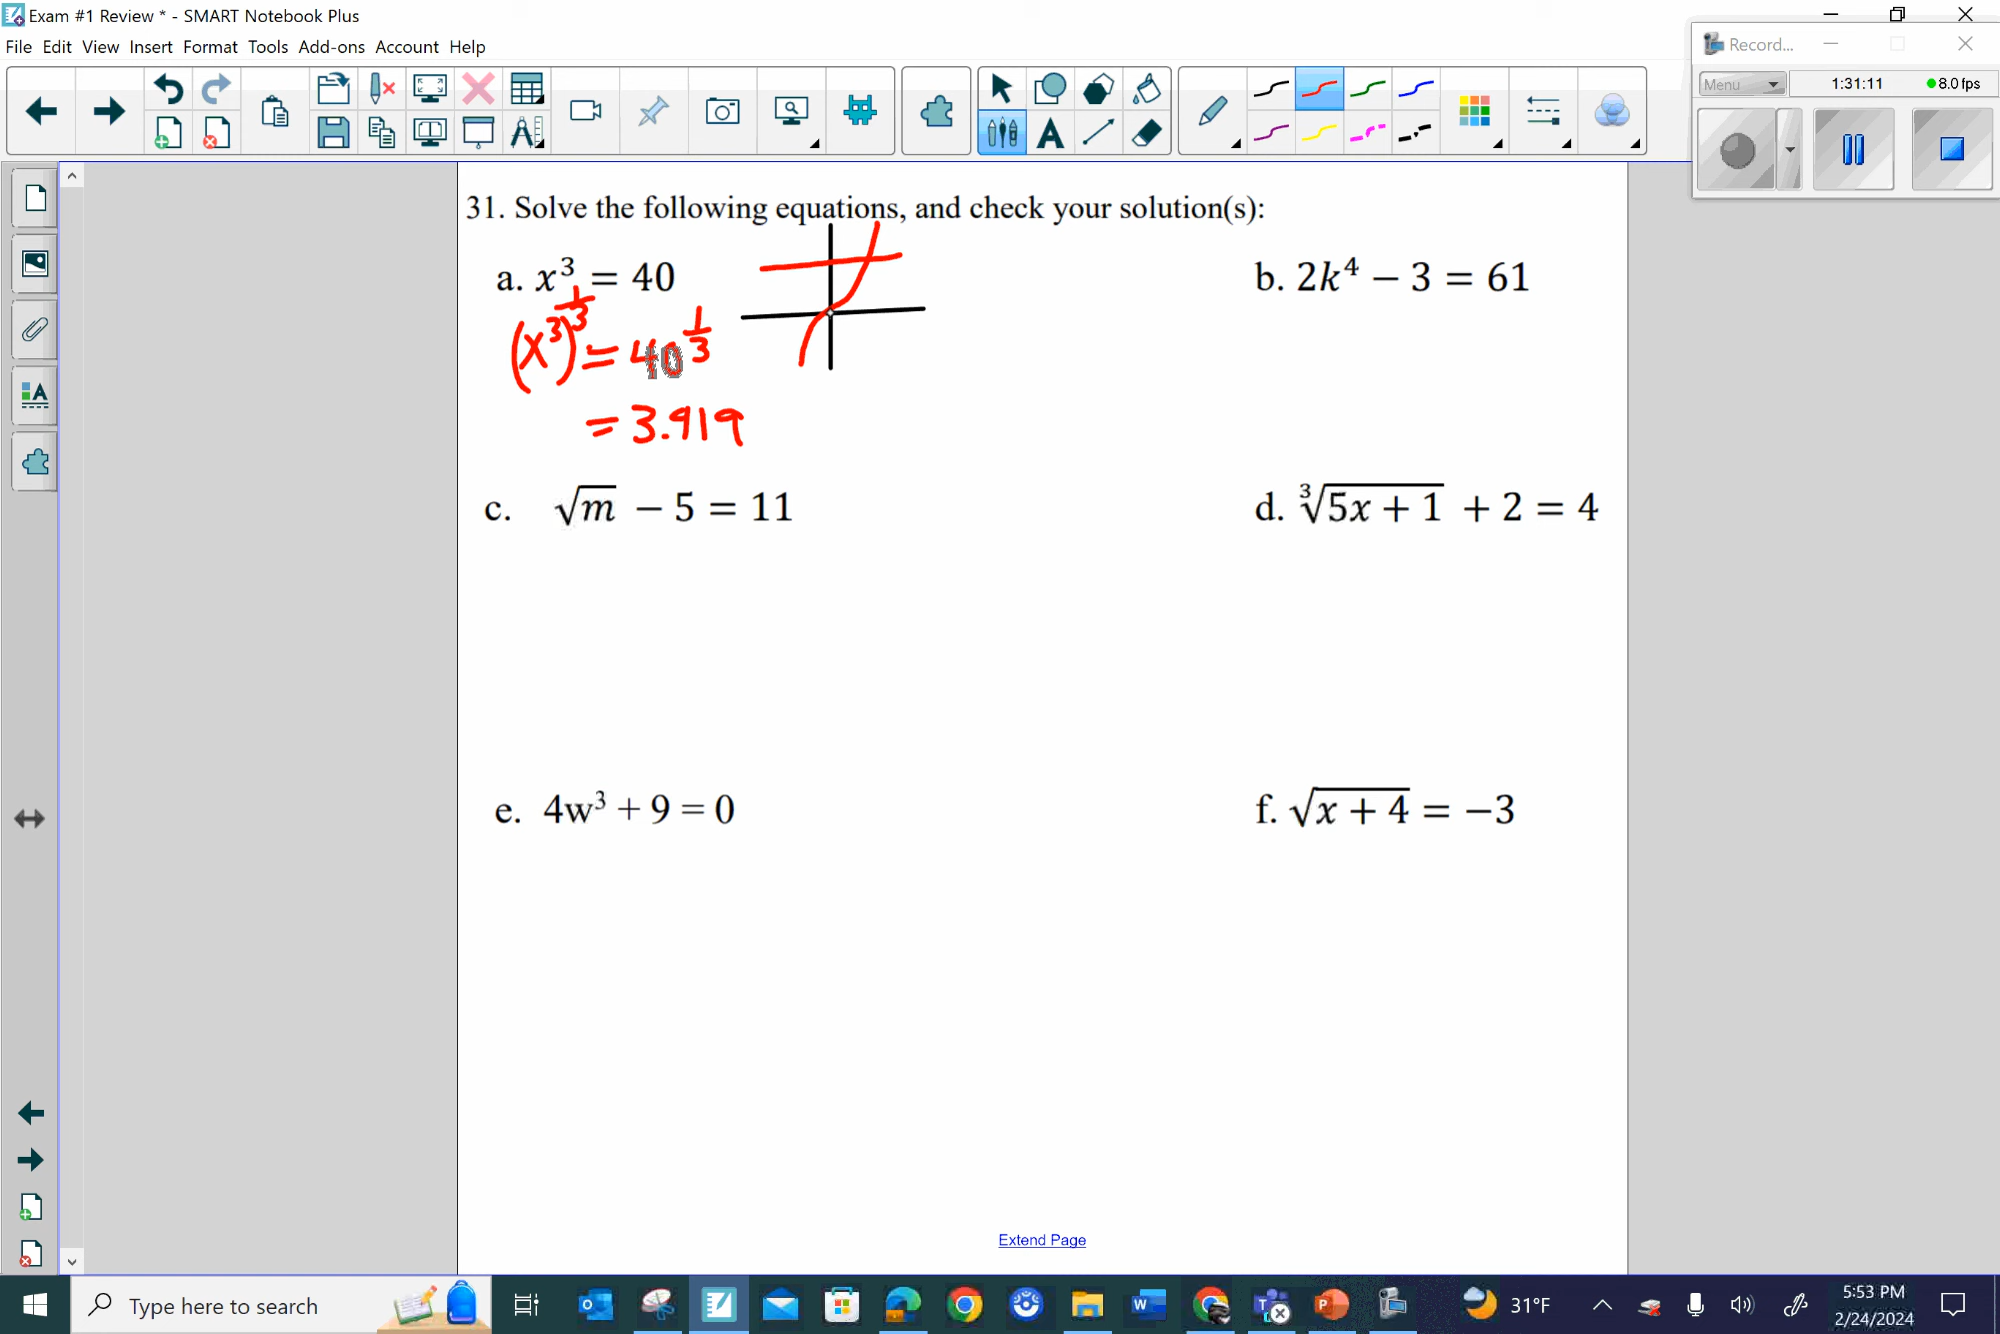 Exam #1 Review * - SMART Notebook Plus
File Edit View Insert Format Tools Add-ons Account Help
Record...
Menu 1:31:11 8.0 fps
31. Solve the following equations, and check your solution(s):
a. x³ = 40
b. 2k⁴ − 3 = 61
(x³)^{1/3} = 40^{1/3}
= 3.919
c. √m − 5 = 11
d. ∛(5x + 1) + 2 = 4
e. 4w³ + 9 = 0
f. √(x + 4) = −3
Extend Page
Type here to search
31°F
5:53 PM
2/24/2024